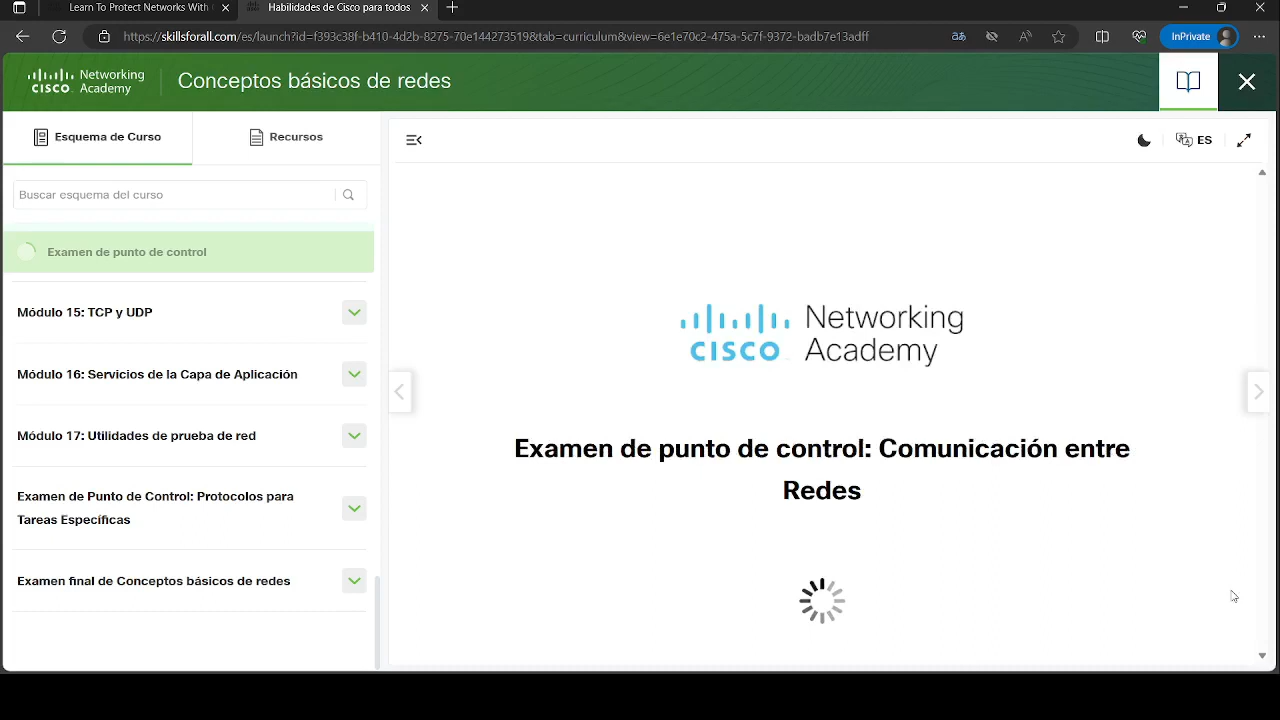 Learn To Protect Networks With
Habilidades de Cisco para todos
https://skillsforall.com/es/launch?id=f393c38f-b410-4d2b-8275-70e144273519&tab=curriculum&view=6e1e70c2-475a-5c7f-9372-badb7e13adff
InPrivate
CISCO
Networking
Academy
Conceptos básicos de redes
Esquema de Curso
Recursos
ES
Buscar esquema del curso
Examen de punto de control
Módulo 15: TCP y UDP
Módulo 16: Servicios de la Capa de Aplicación
Módulo 17: Utilidades de prueba de red
Examen de Punto de Control: Protocolos para
Tareas Específicas
Examen final de Conceptos básicos de redes
CISCO
Networking
Academy
Examen de punto de control: Comunicación entre
Redes